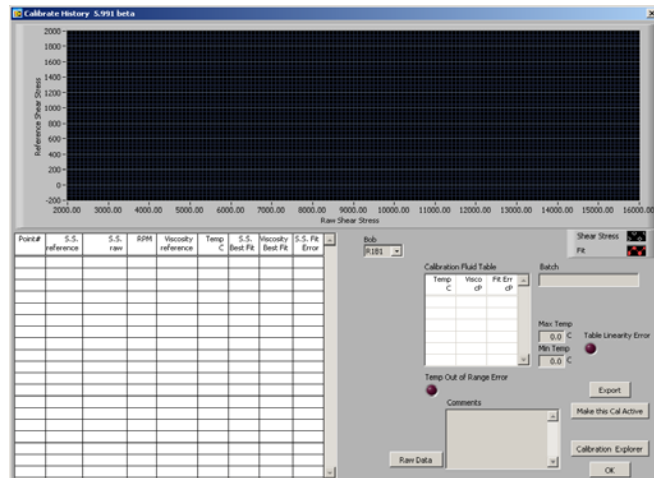 Calibrate History 5.991 beta
Reference Shear Stress
2000
1800
1600
1400
1200
1000
800
600
400
200
0
-200
2000.00 3000.00 4000.00 5000.00 6000.00 7000.00 8000.00 9000.00 10000.00 11000.00 12000.00 13000.00 14000.00 15000.00 16000.00
Raw Shear Stress
Point# S.S. reference S.S. raw RPM Viscosity reference Temp C S.S. Best Fit Viscosity Best Fit S.S. Fit Error
Bob
R1B1
Shear Stress
Fit
Calibration Fluid Table
Temp C Visco cP Fit Err cP
Batch
Max Temp
0.0 C
Min Temp
0.0 C
Table Linearity Error
Temp Out of Range Error
Comments
Raw Data
Export
Make this Cal Active
Calibration Explorer
OK